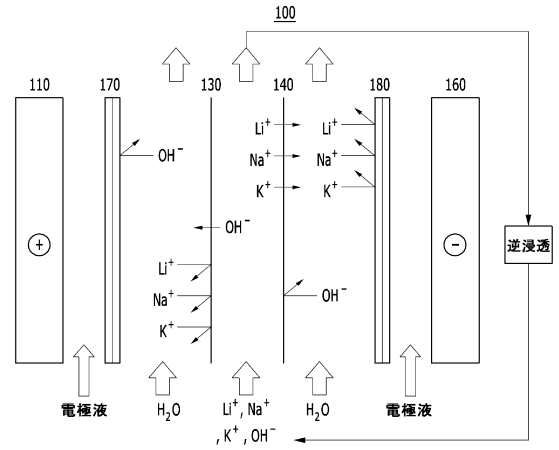 100
110
170
130
140
180
160
Li⁺
Li⁺
OH⁻
Na⁺
Na⁺
K⁺
K⁺
OH⁻
+
-
逆浸透
Li⁺
Na⁺
OH⁻
K⁺
電極液
H₂O
Li⁺, Na⁺
, K⁺, OH⁻
H₂O
電極液